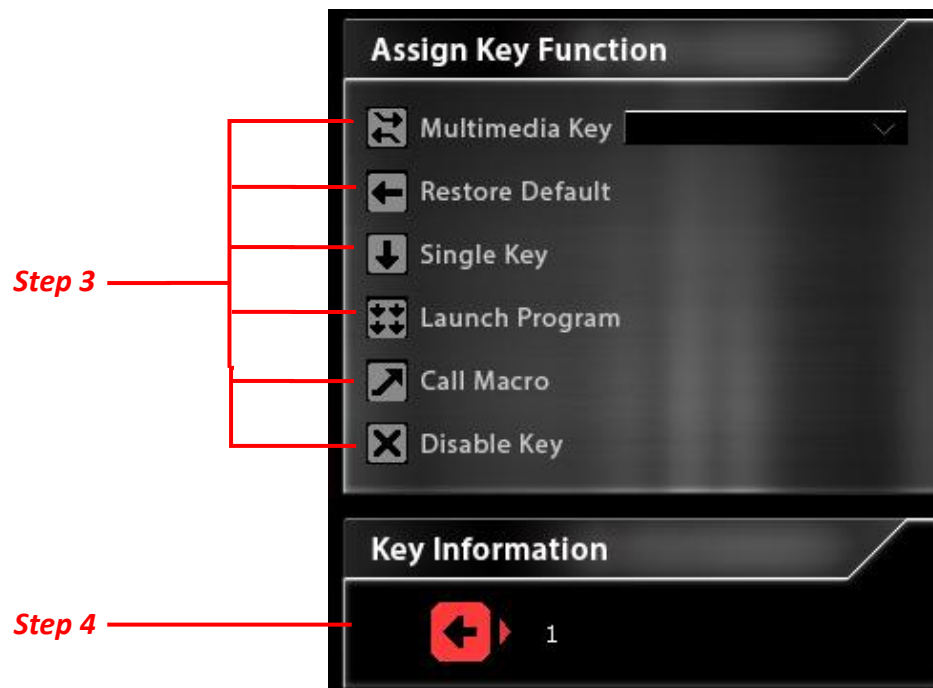 Assign Key Function
Multimedia Key
Restore Default
Single Key
Step 3
Launch Program
Call Macro
Disable Key
Key Information
Step 4
1